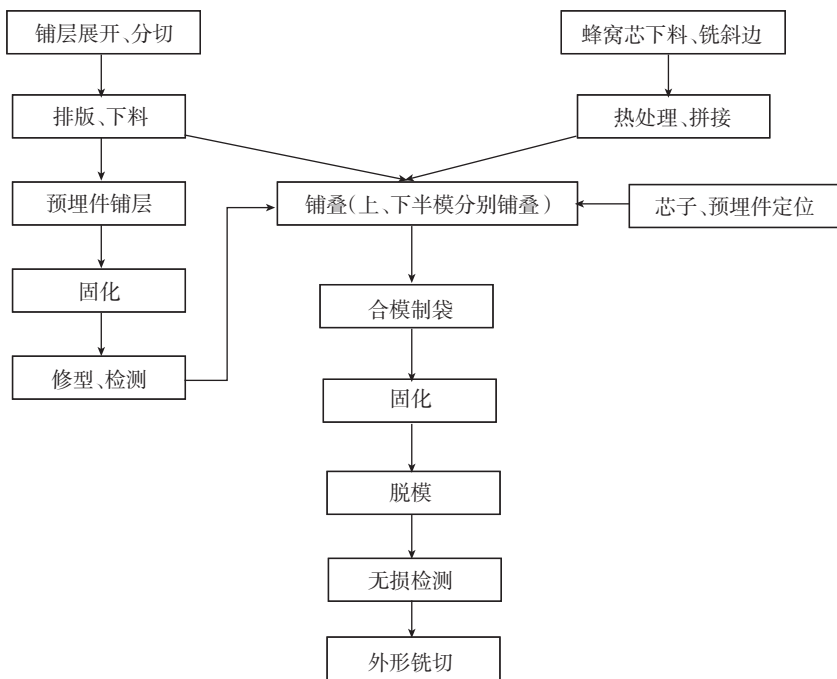 铺层展开、分切
蜂窝芯下料、铣斜边
排版、下料
热处理、拼接
预埋件铺层
铺叠(上、下半模分别铺叠)
芯子、预埋件定位
固化
合模制袋
修型、检测
固化
脱模
无损检测
外形铣切